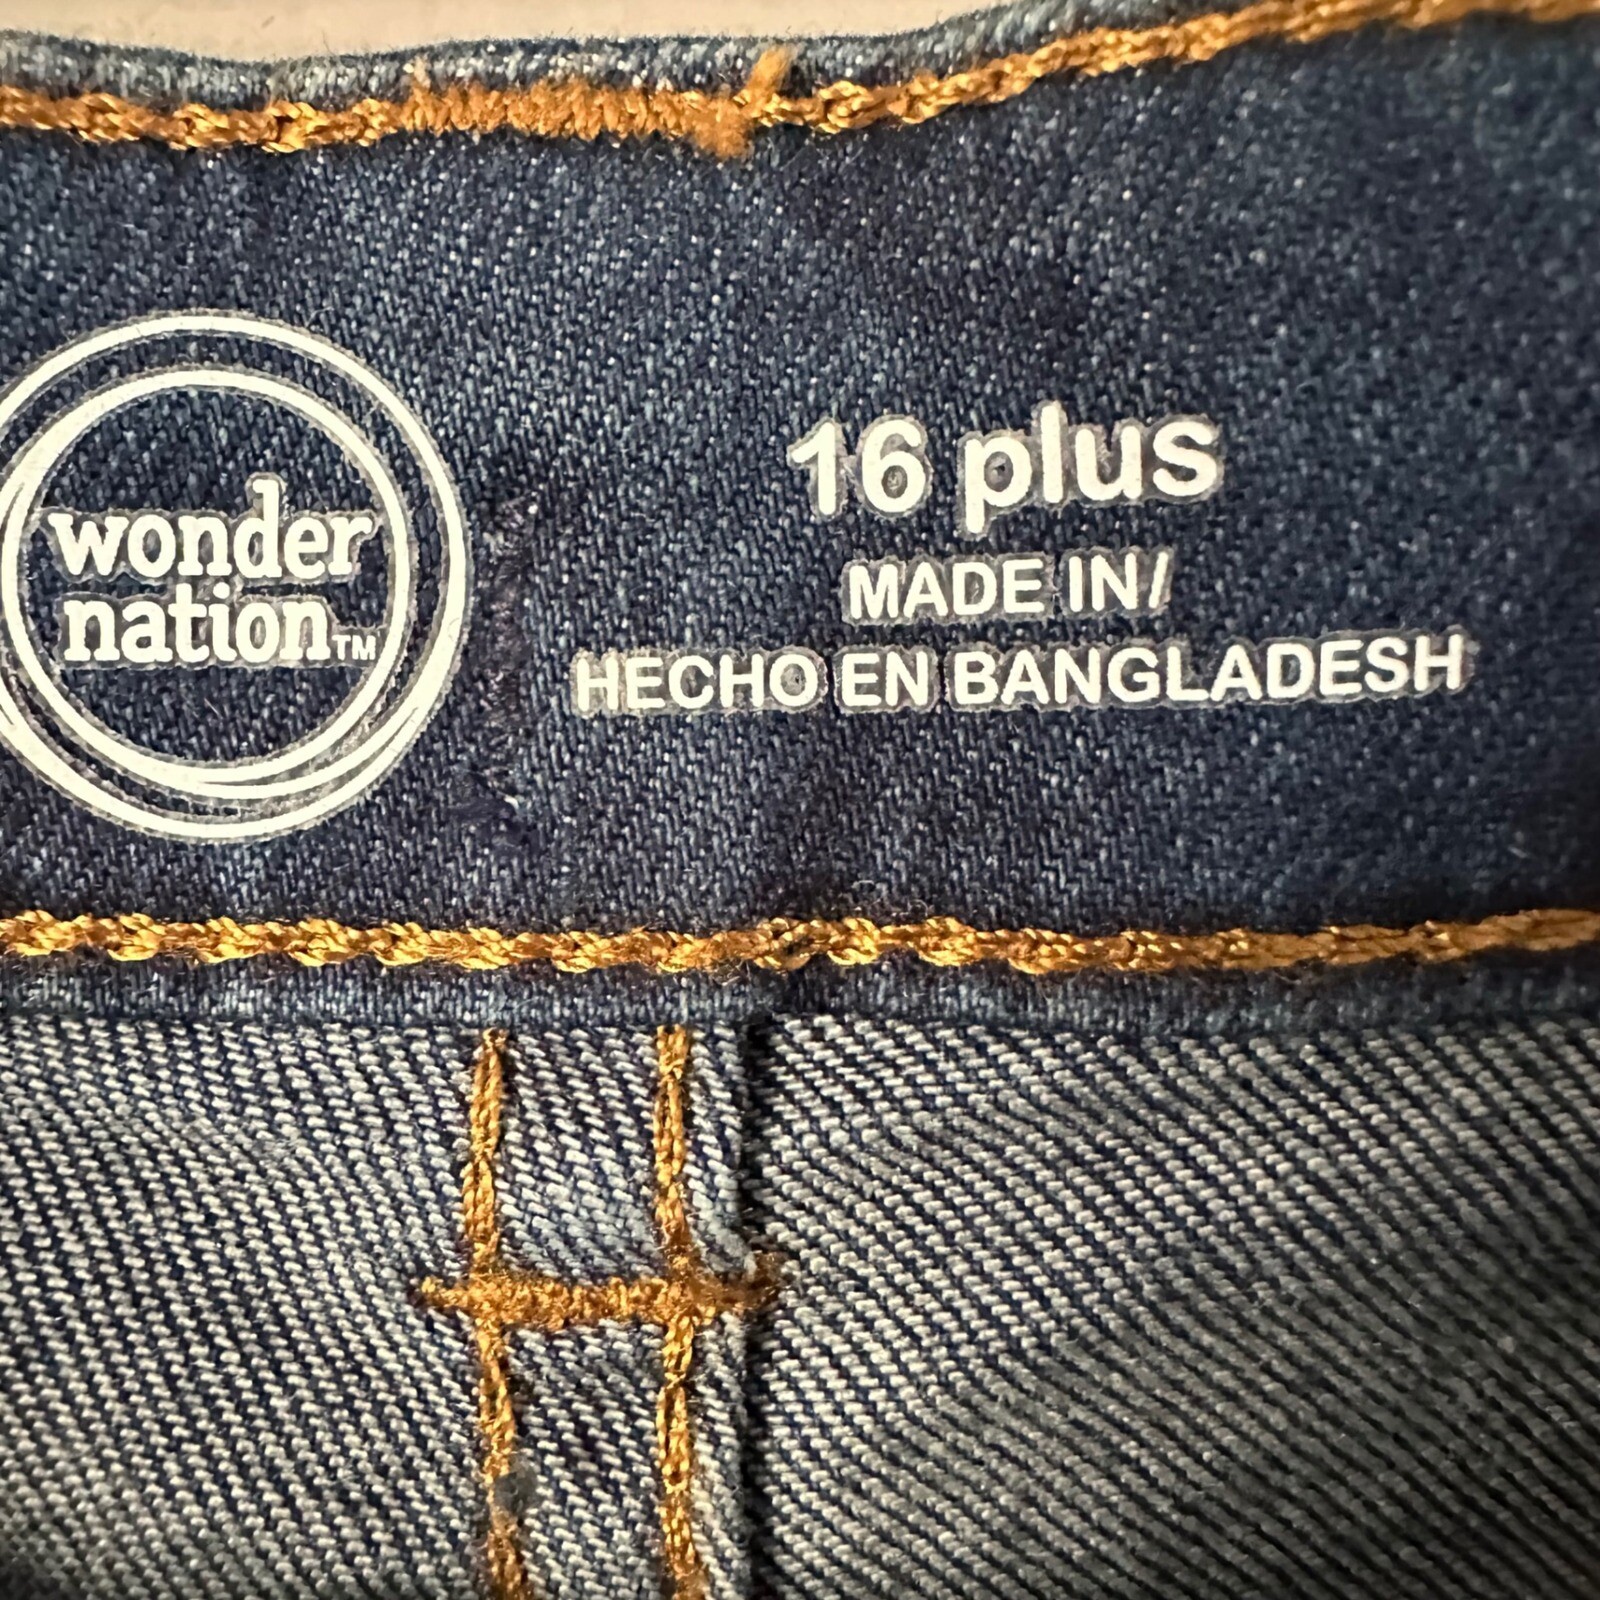 wonder
nation™
16 plus
MADE IN/
HECHO EN BANGLADESH